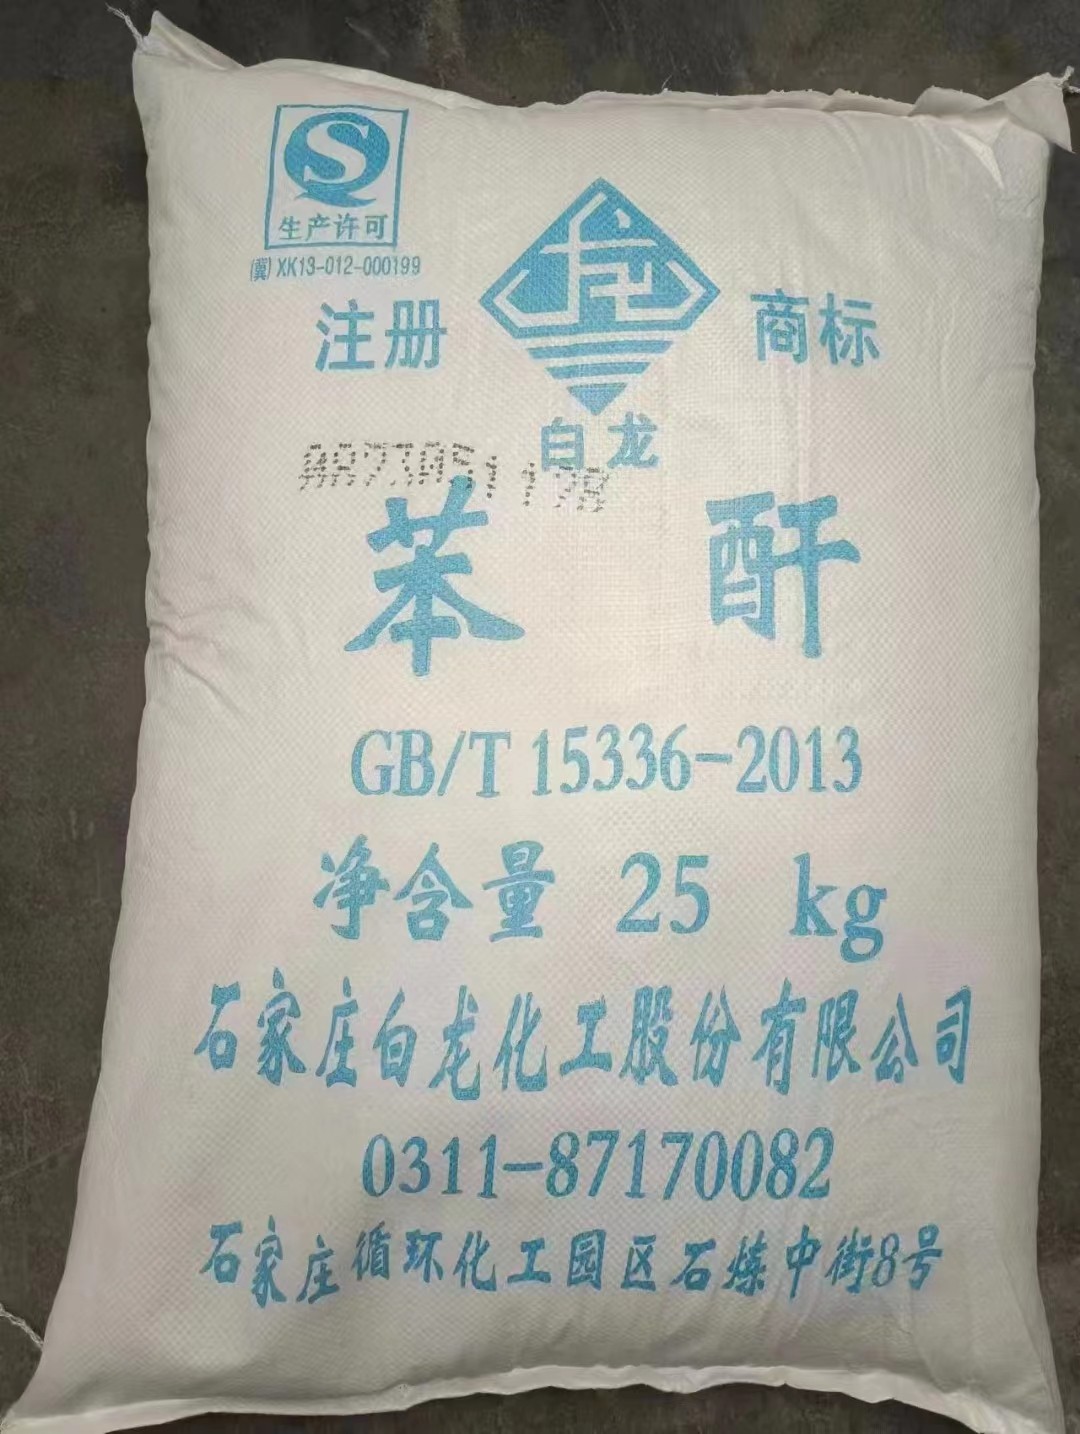 生产许可
(冀)XK13-012-000199
注册 商标
白龙
苯酐
GB/T 15336-2013
净含量 25 kg
石家庄白龙化工股份有限公司
0311-87170082
石家庄循环化工园区石炼中街8号